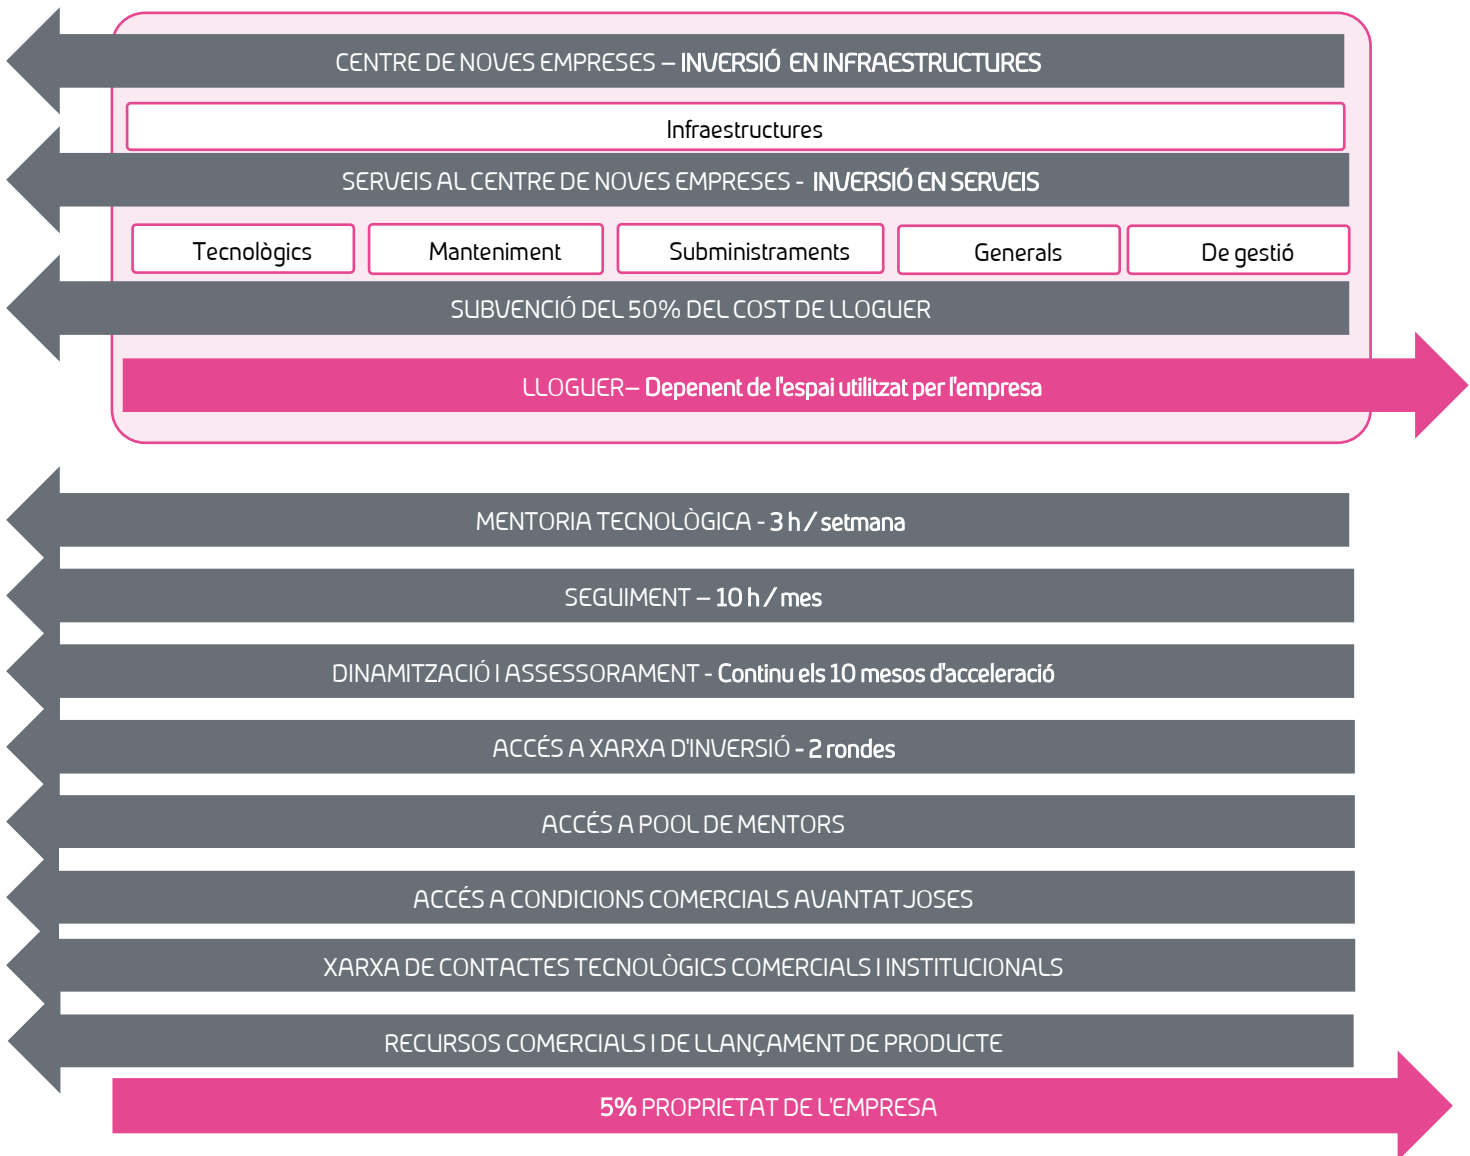 CENTRE DE NOVES EMPRESES – INVERSIÓ EN INFRAESTRUCTURES
Infraestructures
SERVEIS AL CENTRE DE NOVES EMPRESES - INVERSIÓ EN SERVEIS
Tecnològics
Manteniment
Subministraments
Generals
De gestió
SUBVENCIÓ DEL 50% DEL COST DE LLOGUER
LLOGUER– Depenent de l'espai utilitzat per l'empresa
MENTORIA TECNOLÒGICA - 3 h / setmana
SEGUIMENT – 10 h / mes
DINAMITZACIÓ I ASSESSORAMENT - Continu els 10 mesos d'acceleració
ACCÉS A XARXA D'INVERSIÓ - 2 rondes
ACCÉS A POOL DE MENTORS
ACCÉS A CONDICIONS COMERCIALS AVANTATJOSES
XARXA DE CONTACTES TECNOLÒGICS COMERCIALS I INSTITUCIONALS
RECURSOS COMERCIALS I DE LLANÇAMENT DE PRODUCTE
5% PROPRIETAT DE L'EMPRESA